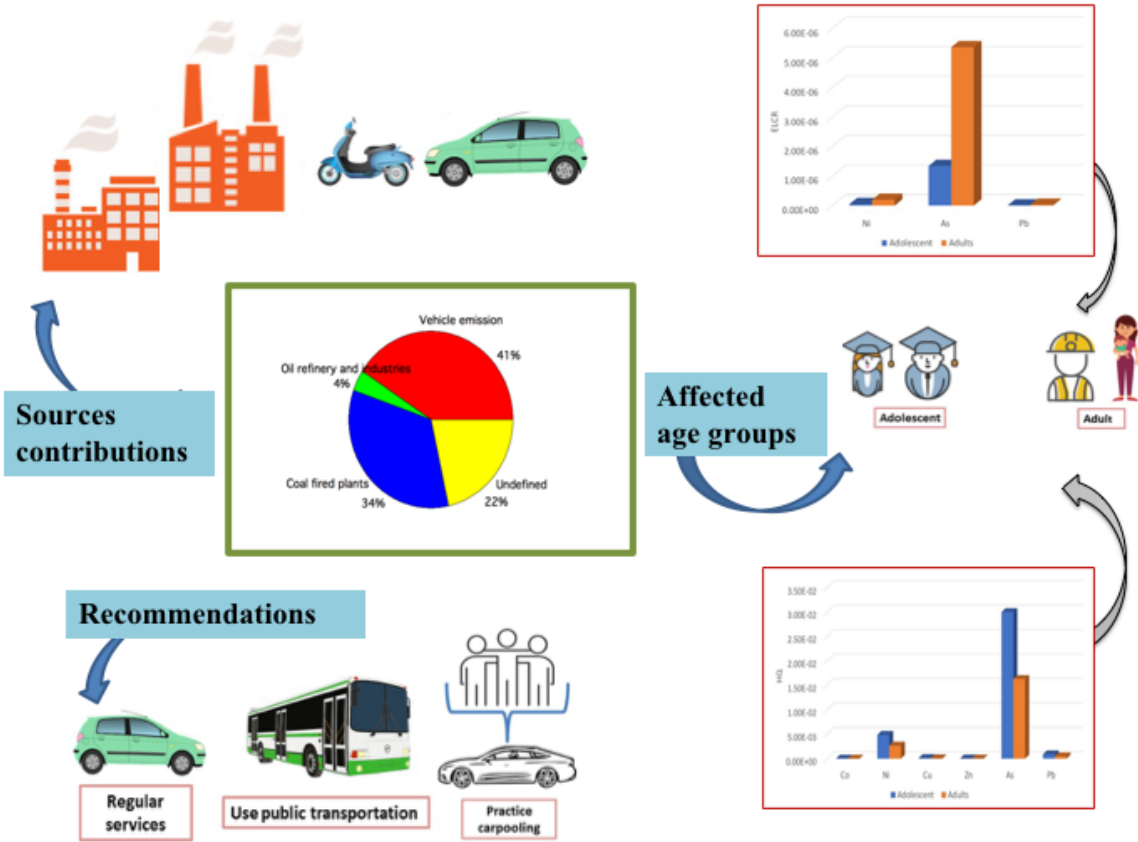 6.00E-06
5.00E-06
4.00E-06
3.00E-06
2.00E-06
1.00E-06
0.00E+00
ELCR
Ni As Pb
Adolescent Adults
Vehicle emission
41%
Oil refinery and industries
4%
Coal fired plants
34%
Undefined
22%
Sources
contributions
Affected
age groups
Adolescent
Adult
Recommendations
Regular
services
Use public transportation
Practice
carpooling
3.50E-02
3.00E-02
2.50E-02
2.00E-02
1.50E-02
1.00E-02
5.00E-03
0.00E+00
HQ
Co Ni Cu Zn As Pb
Adolescent Adults